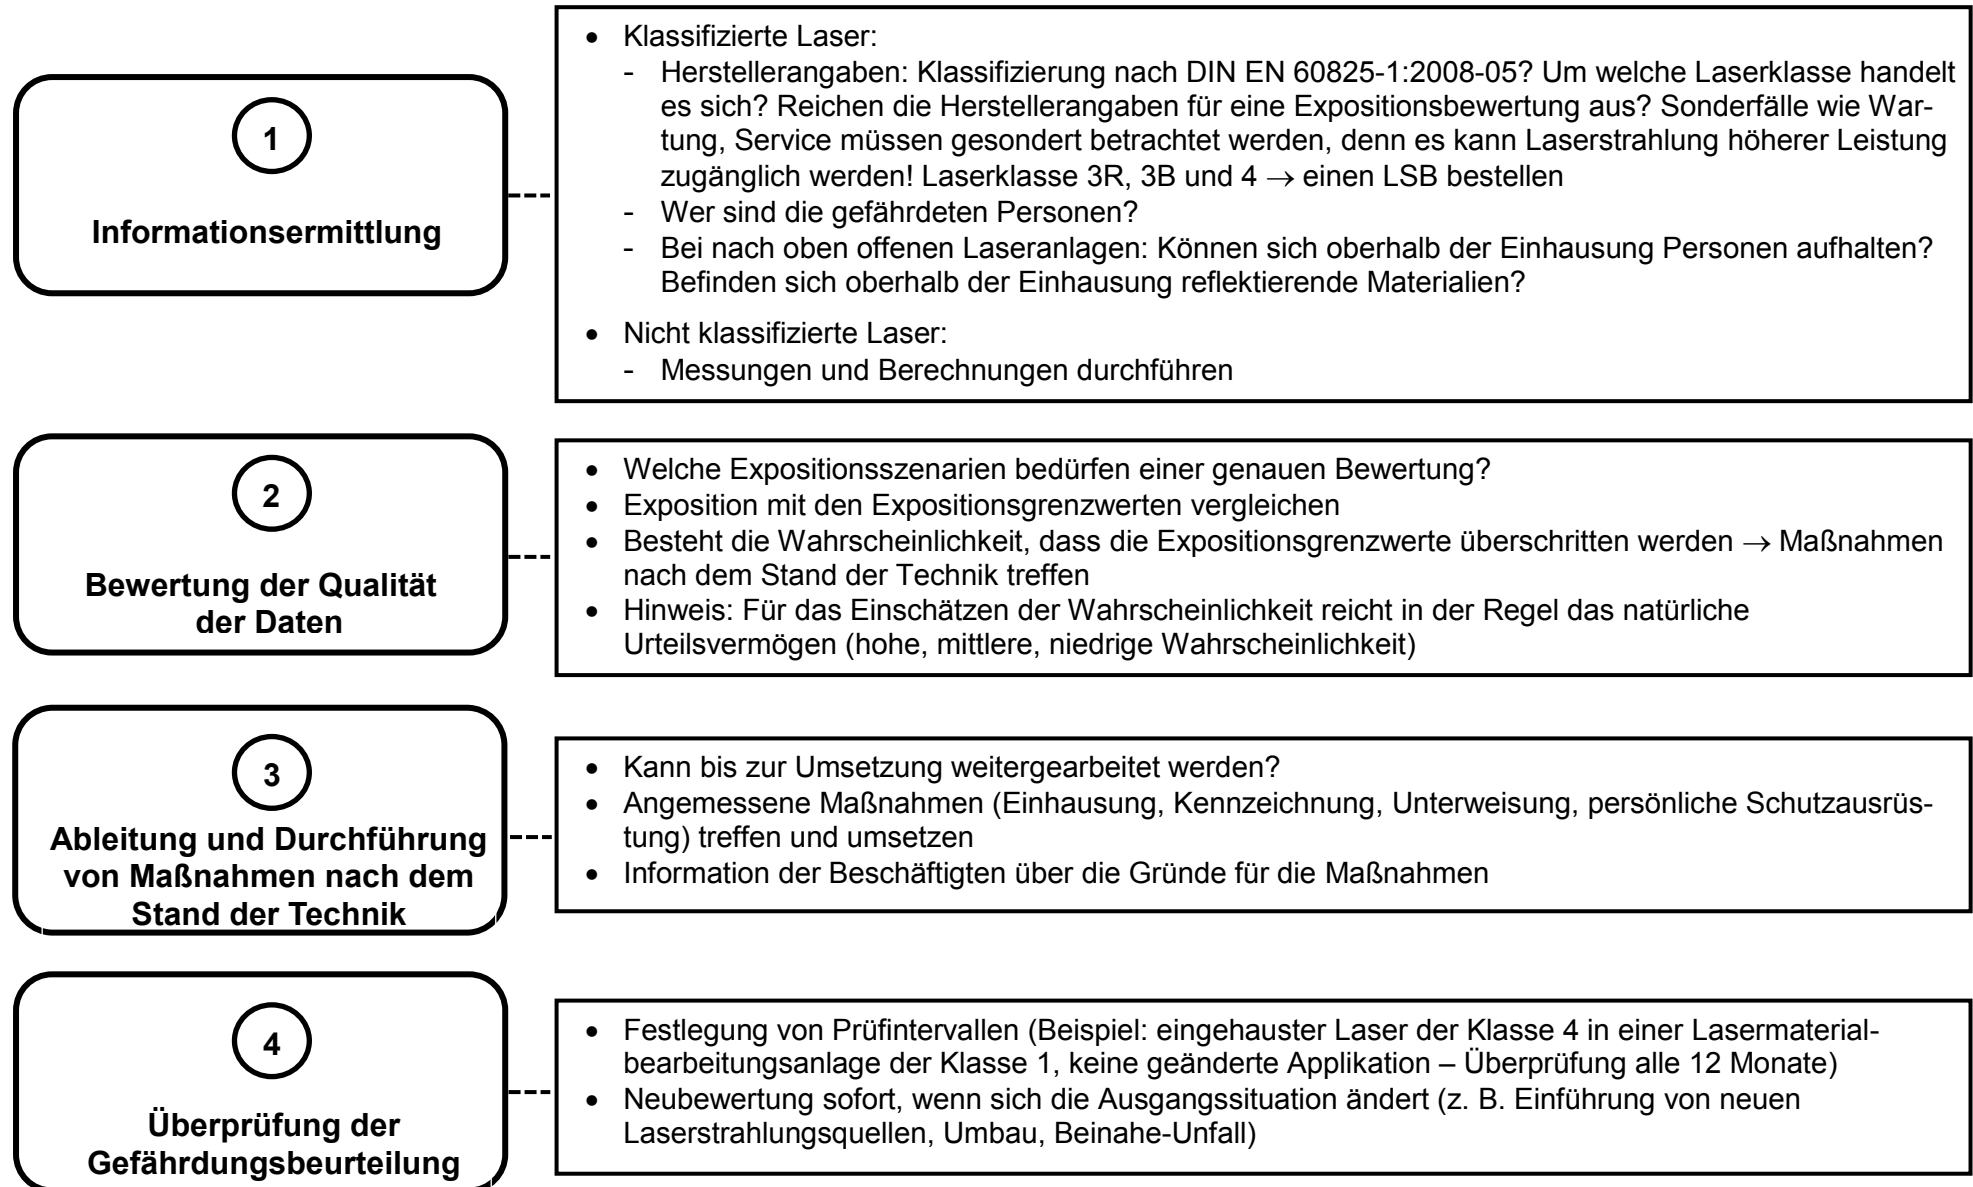 1
Informationsermittlung
• Klassifizierte Laser:
- Herstellerangaben: Klassifizierung nach DIN EN 60825-1:2008-05? Um welche Laserklasse handelt
es sich? Reichen die Herstellerangaben für eine Expositionsbewertung aus? Sonderfälle wie War-
tung, Service müssen gesondert betrachtet werden, denn es kann Laserstrahlung höherer Leistung
zugänglich werden! Laserklasse 3R, 3B und 4 → einen LSB bestellen
- Wer sind die gefährdeten Personen?
- Bei nach oben offenen Laseranlagen: Können sich oberhalb der Einhausung Personen aufhalten?
Befinden sich oberhalb der Einhausung reflektierende Materialien?
• Nicht klassifizierte Laser:
- Messungen und Berechnungen durchführen
2
Bewertung der Qualität
der Daten
• Welche Expositionsszenarien bedürfen einer genauen Bewertung?
• Exposition mit den Expositionsgrenzwerten vergleichen
• Besteht die Wahrscheinlichkeit, dass die Expositionsgrenzwerte überschritten werden → Maßnahmen
nach dem Stand der Technik treffen
• Hinweis: Für das Einschätzen der Wahrscheinlichkeit reicht in der Regel das natürliche
Urteilsvermögen (hohe, mittlere, niedrige Wahrscheinlichkeit)
3
Ableitung und Durchführung
von Maßnahmen nach dem
Stand der Technik
• Kann bis zur Umsetzung weitergearbeitet werden?
• Angemessene Maßnahmen (Einhausung, Kennzeichnung, Unterweisung, persönliche Schutzausrüs-
tung) treffen und umsetzen
• Information der Beschäftigten über die Gründe für die Maßnahmen
4
Überprüfung der
Gefährdungsbeurteilung
• Festlegung von Prüfintervallen (Beispiel: eingehauster Laser der Klasse 4 in einer Lasermaterial-
bearbeitungsanlage der Klasse 1, keine geänderte Applikation – Überprüfung alle 12 Monate)
• Neubewertung sofort, wenn sich die Ausgangssituation ändert (z. B. Einführung von neuen
Laserstrahlungsquellen, Umbau, Beinahe-Unfall)